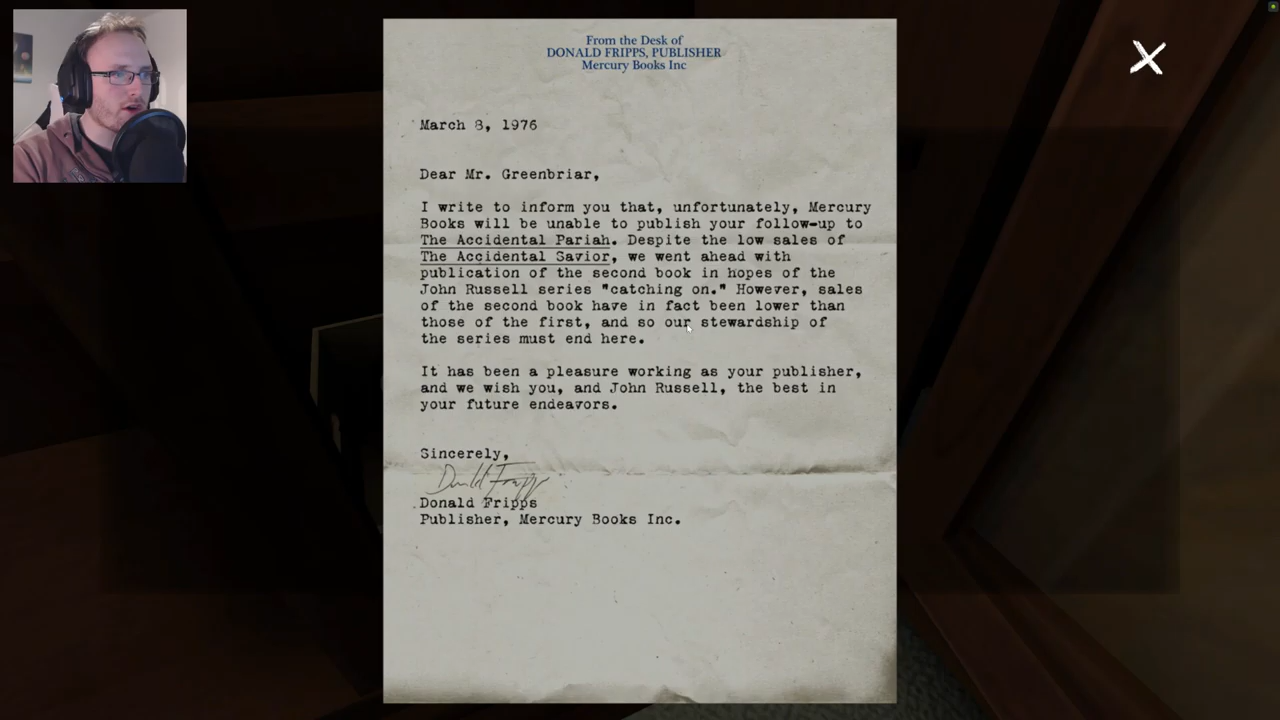 From the Desk of
DONALD FRIPPS, PUBLISHER
Mercury Books Inc
March 8, 1976
Dear Mr. Greenbriar,
I write to inform you that, unfortunately, Mercury
Books will be unable to publish your follow-up to
The Accidental Pariah. Despite the low sales of
The Accidental Savior, we went ahead with
publication of the second book in hopes of the
John Russell series "catching on." However, sales
of the second book have in fact been lower than
those of the first, and so our stewardship of
the series must end here.
It has been a pleasure working as your publisher,
and we wish you, and John Russell, the best in
your future endeavors.
Sincerely,
Donald Fripps
Donald Fripps
Publisher, Mercury Books Inc.